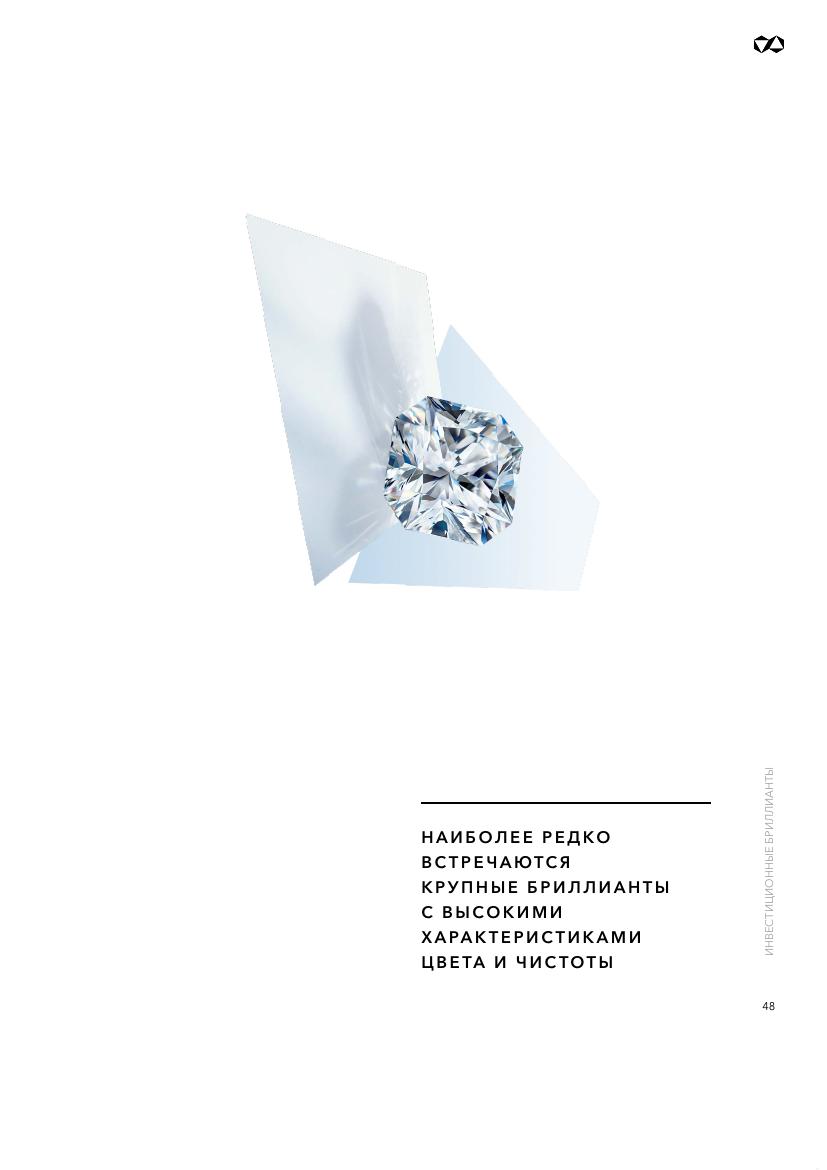 НАИБОЛЕЕ РЕДКО
ВСТРЕЧАЮТСЯ
КРУПНЫЕ БРИЛЛИАНТЫ
С ВЫСОКИМИ
ХАРАКТЕРИСТИКАМИ
ЦВЕТА И ЧИСТОТЫ
ИНВЕСТИЦИОННЫЕ БРИЛЛИАНТЫ
48